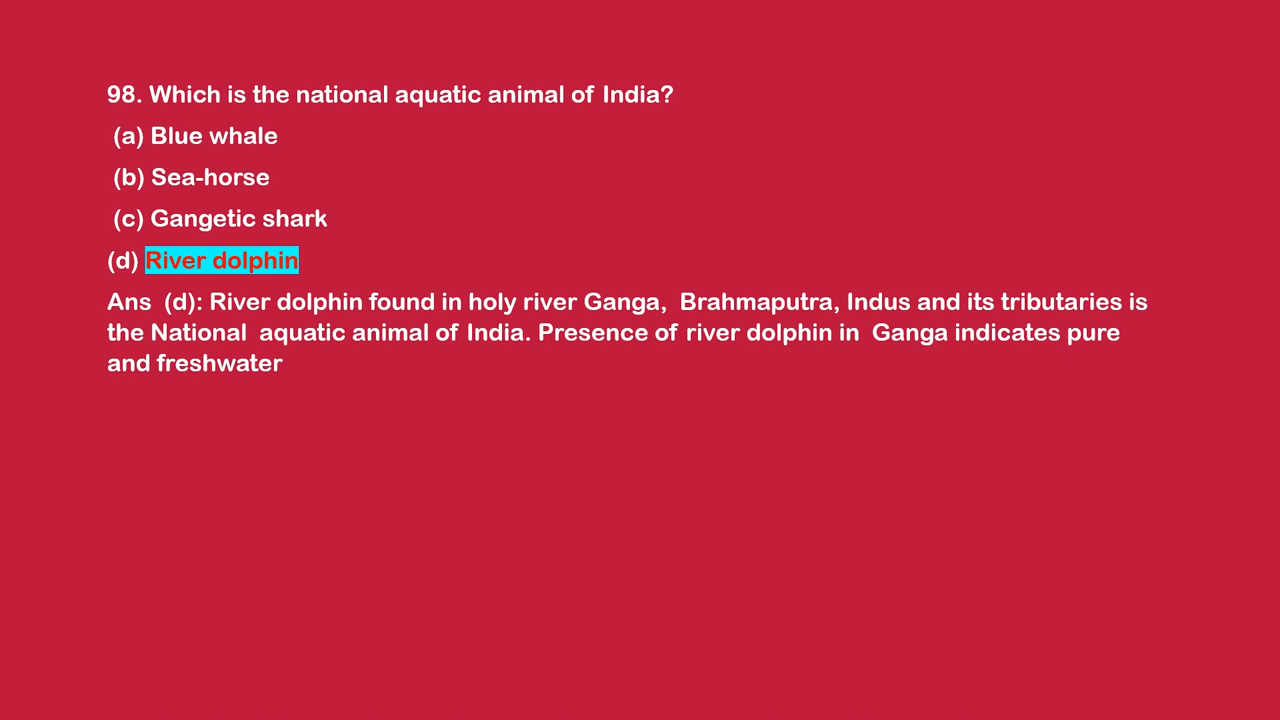 98. Which is the national aquatic animal of India?
(a) Blue whale
(b) Sea-horse
(c) Gangetic shark
(d) River dolphin
Ans (d): River dolphin found in holy river Ganga, Brahmaputra, Indus and its tributaries is
the National aquatic animal of India. Presence of river dolphin in Ganga indicates pure
and freshwater